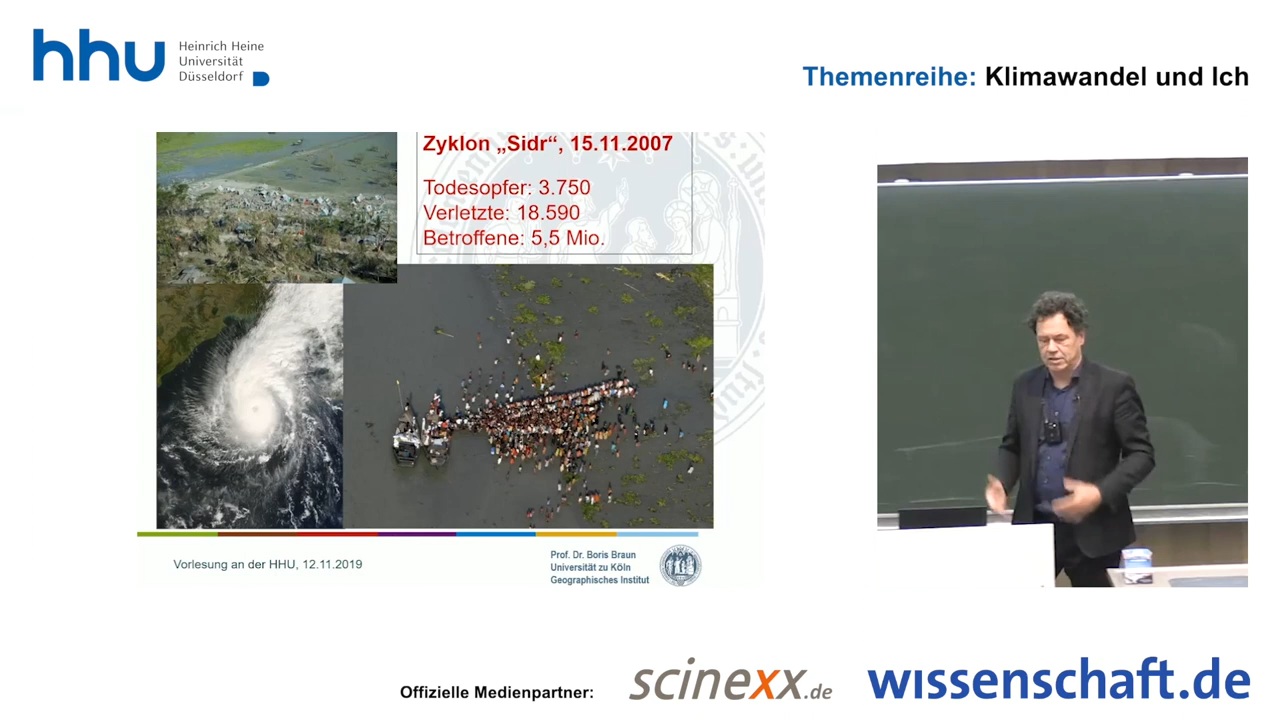 hhu
Heinrich Heine
Universität
Düsseldorf
Themenreihe: Klimawandel und Ich
Zyklon „Sidr“, 15.11.2007
Todesopfer: 3.750
Verletzte: 18.590
Betroffene: 5,5 Mio.
Vorlesung an der HHU, 12.11.2019
Prof. Dr. Boris Braun
Universität zu Köln
Geographisches Institut
Offizielle Medienpartner:
scinexx.de
wissenschaft.de